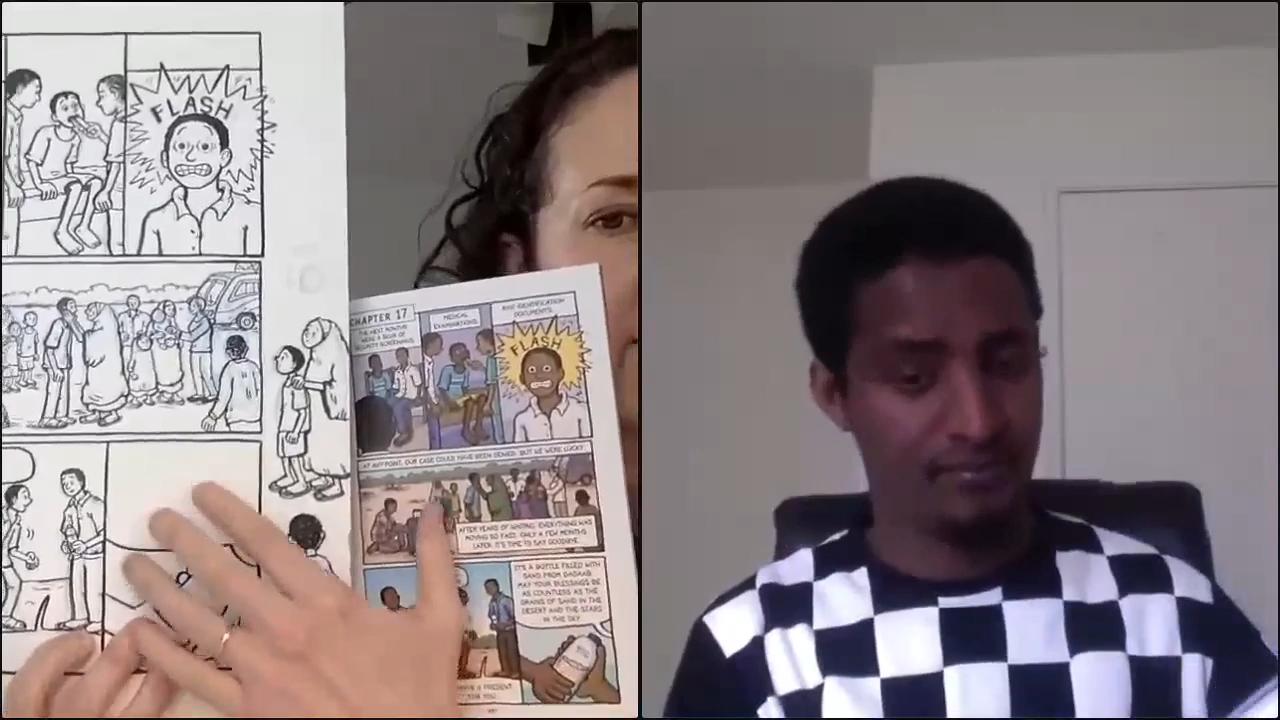 FLASH
CHAPTER 17
THE NEXT MONTHS
WERE A BLUR OF
SECURITY SCREENINGS,
MEDICAL
EXAMINATIONS,
AND IDENTIFICATION
DOCUMENTS.
FLASH
AT ANY POINT, OUR CASE COULD HAVE BEEN DENIED. BUT WE WERE LUCKY.
AFTER YEARS OF WAITING, EVERYTHING WAS
MOVING SO FAST. ONLY A FEW MONTHS
LATER, IT'S TIME TO SAY GOODBYE.
IT'S A BOTTLE FILLED WITH
SAND FROM DADAAB.
MAY YOUR BLESSINGS BE
AS COUNTLESS AS THE
GRAINS OF SAND IN THE
DESERT AND THE STARS
IN THE SKY.
A PRESENT
FOR YOU.